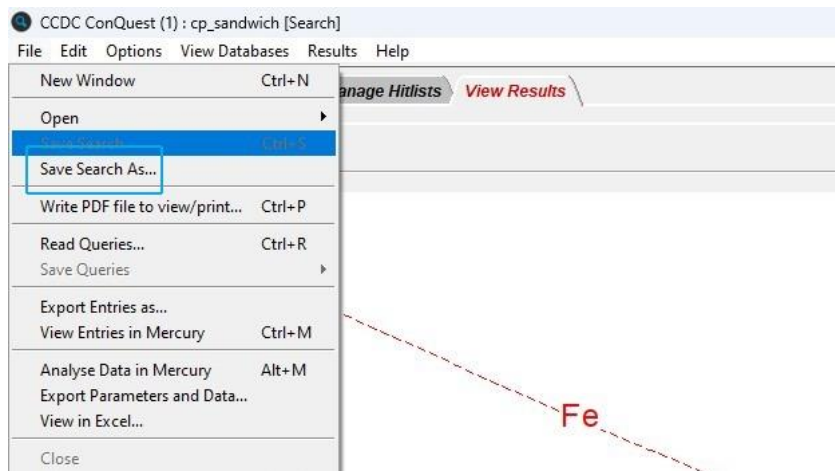 CCDC ConQuest (1) : cp_sandwich [Search]
File Edit Options View Databases Results Help
New Window Ctrl+N
anage Hitlists View Results
Open
Save Search Ctrl+S
Save Search As...
Write PDF file to view/print... Ctrl+P
Read Queries... Ctrl+R
Save Queries
Export Entries as...
View Entries in Mercury Ctrl+M
Analyse Data in Mercury Alt+M
Export Parameters and Data...
View in Excel...
Fe
Close